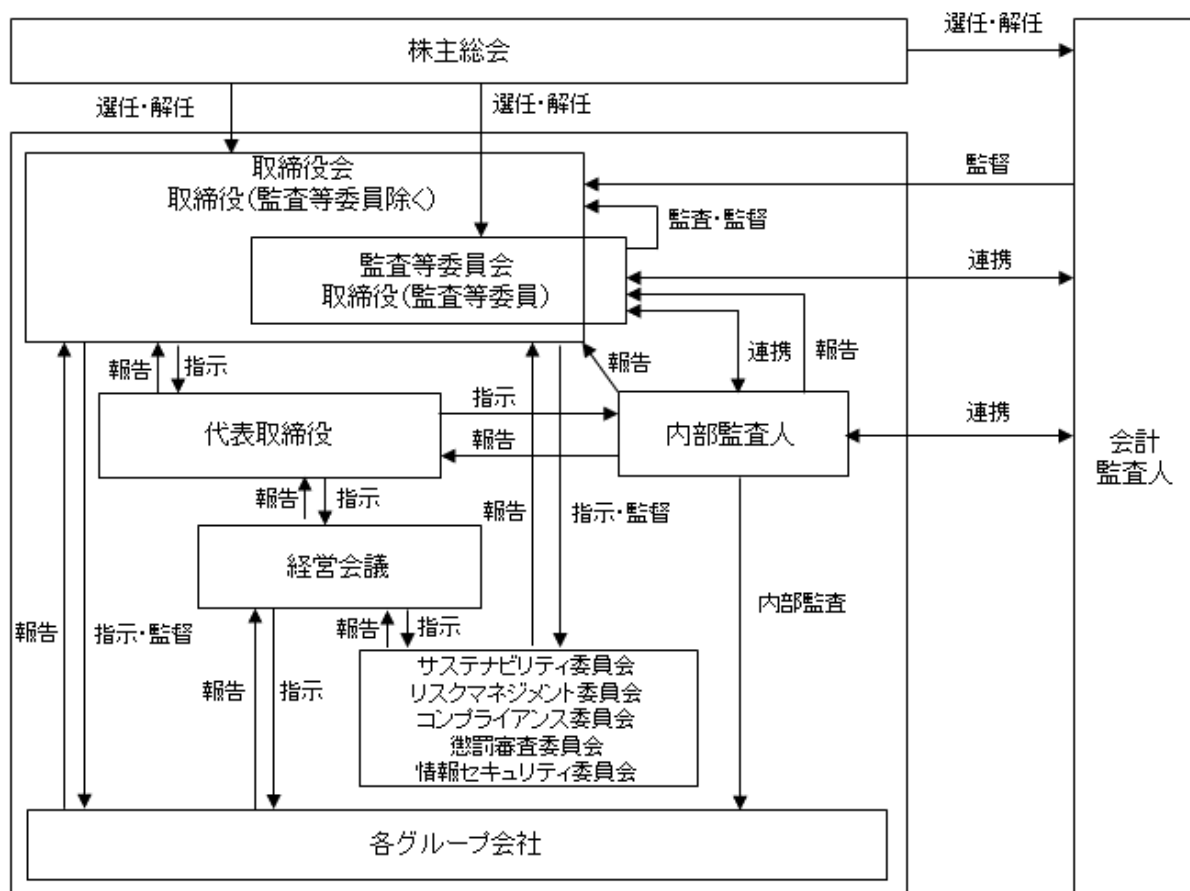 株主総会
選任・解任
選任・解任
選任・解任
取締役会
取締役(監査等委員除く)
監督
監査・監督
監査等委員会
取締役(監査等委員)
連携
報告
指示
報告
連携
報告
代表取締役
指示
報告
内部監査人
連携
会計
監査人
報告
指示
報告
指示・監督
経営会議
内部監査
報告
指示・監督
報告
指示
報告
指示
サステナビリティ委員会
リスクマネジメント委員会
コンプライアンス委員会
懲罰審査委員会
情報セキュリティ委員会
各グループ会社